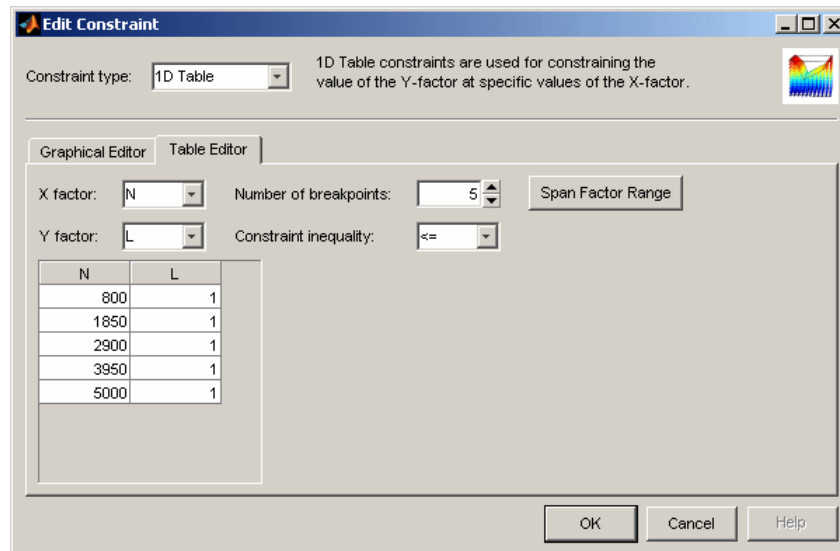 Edit Constraint
Constraint type: 1D Table
1D Table constraints are used for constraining the
value of the Y-factor at specific values of the X-factor.
Graphical Editor Table Editor
X factor: N Number of breakpoints: 5 Span Factor Range
Y factor: L Constraint inequality: <=
N L
800 1
1850 1
2900 1
3950 1
5000 1
OK Cancel Help